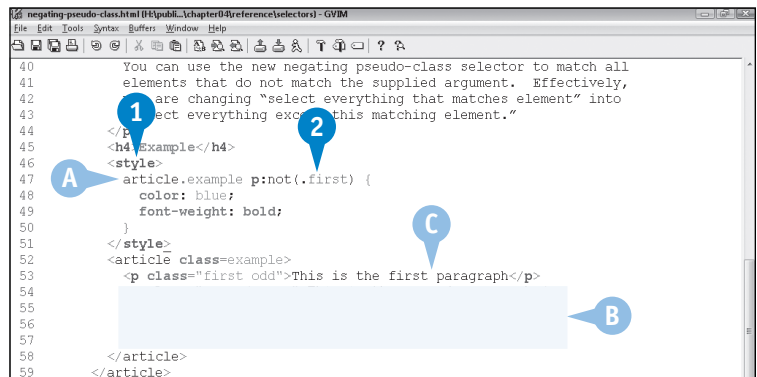 negating-pseudo-class.html (H:\publi...\chapter04\reference\selectors) - GVIM
File Edit Tools Syntax Buffers Window Help
40 You can use the new negating pseudo-class selector to match all
41 elements that do not match the supplied argument. Effectively,
42 are changing “select everything that matches element” into
43 ect everything exc this matching element.”
44 </p
45 <h4>Example</h4>
46 <style>
47 article.example p:not(.first) {
48 color: blue;
49 font-weight: bold;
50 }
51 </style>
52 <article class=example>
53 <p class="first odd">This is the first paragraph</p>
54
55
56
57
58 </article>
59 </article>
1
2
A
C
B